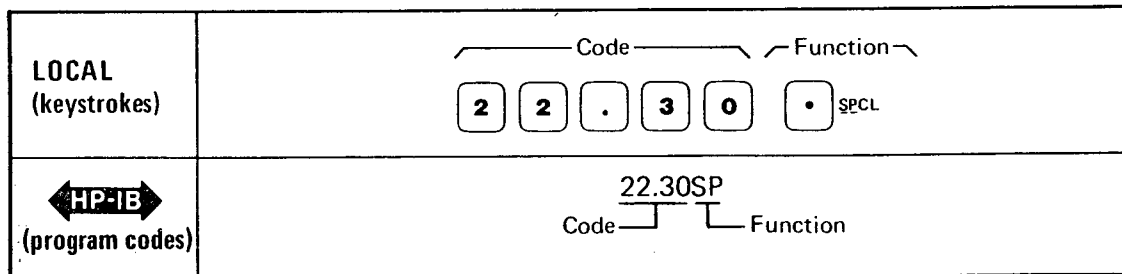 LOCAL
(keystrokes)
Code Function
2 2 . 3 0 • SPCL
HP-IB
(program codes)
22.30SP
Code Function